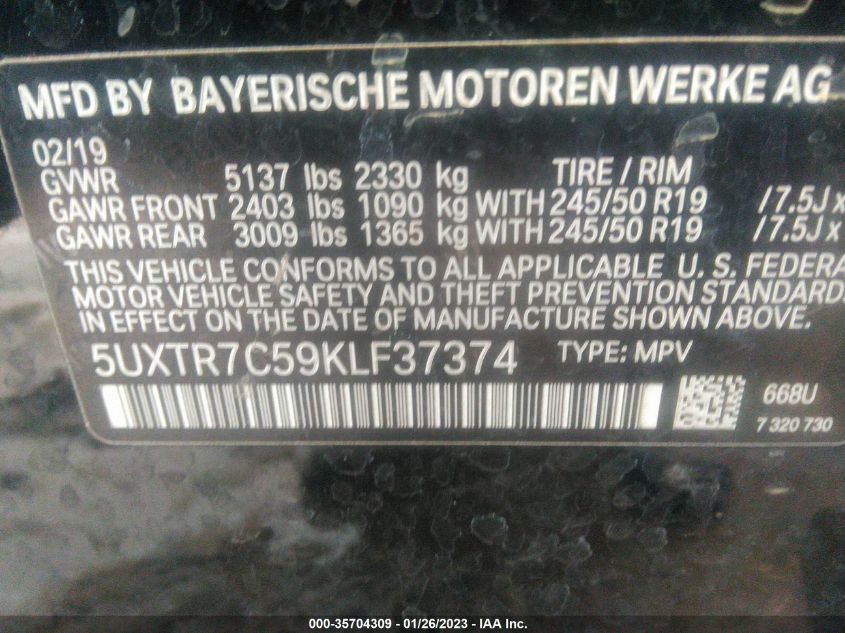 MFD BY BAYERISCHE MOTOREN WERKE AG
02/19
GVWR 5137 lbs 2330 kg TIRE / RIM
GAWR FRONT 2403 lbs 1090 kg WITH 245/50 R19 / 7.5J x
GAWR REAR 3009 lbs 1365 kg WITH 245/50 R19 / 7.5J x
THIS VEHICLE CONFORMS TO ALL APPLICABLE U. S. FEDERA
MOTOR VEHICLE SAFETY AND THEFT PREVENTION STANDARDS
IN EFFECT ON THE DATE OF MANUFACTURE SHOWN ABOVE.
5UXTR7C59KLF37374 TYPE: MPV
668U
7 320 730
000-35704309 - 01/26/2023 - IAA Inc.